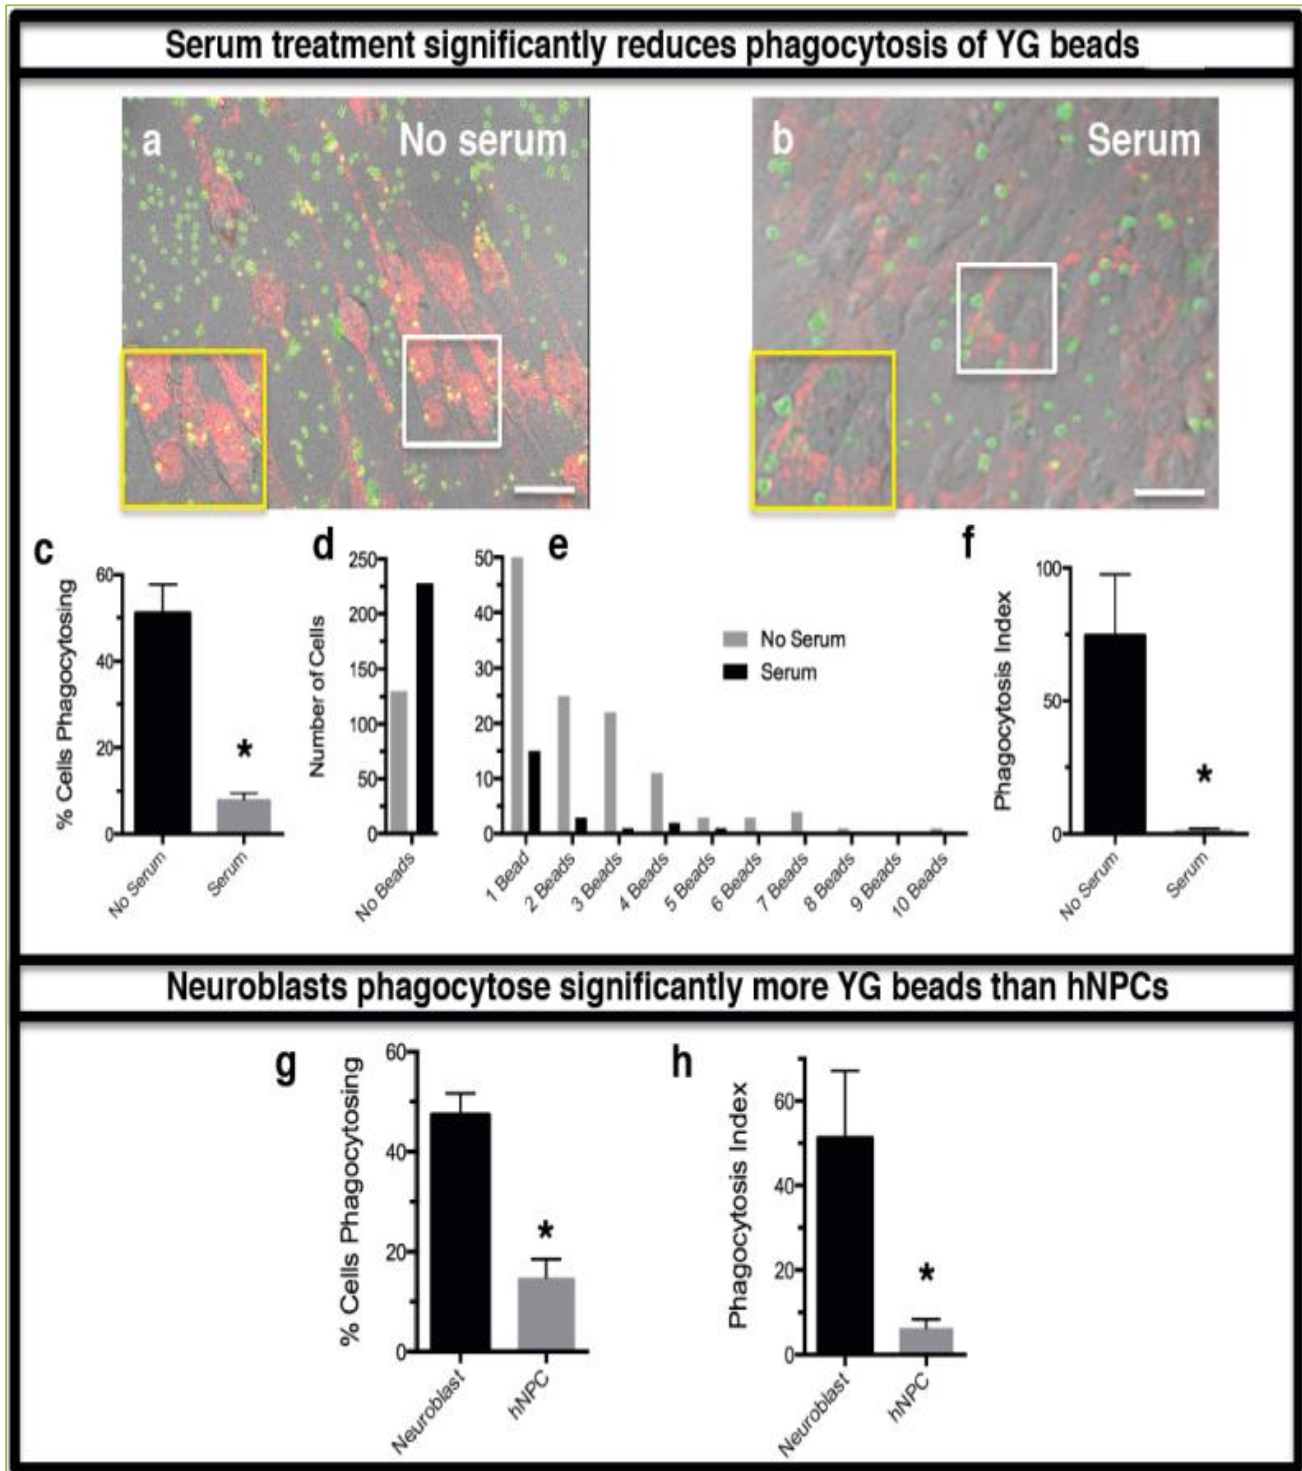 Serum treatment significantly reduces phagocytosis of YG beads
a
No serum
b
Serum
c
% Cells Phagocytosing
60
40
20
0
No Serum
Serum
*
d
Number of Cells
250
200
150
100
50
0
No Beads
e
50
40
30
20
10
0
1 Bead
2 Beads
3 Beads
4 Beads
5 Beads
6 Beads
7 Beads
8 Beads
9 Beads
10 Beads
No Serum
Serum
f
Phagocytosis Index
100
50
0
No Serum
Serum
*
Neuroblasts phagocytose significantly more YG beads than hNPCs
g
% Cells Phagocytosing
60
40
20
0
Neuroblast
hNPC
*
h
Phagocytosis Index
60
40
20
0
Neuroblast
hNPC
*